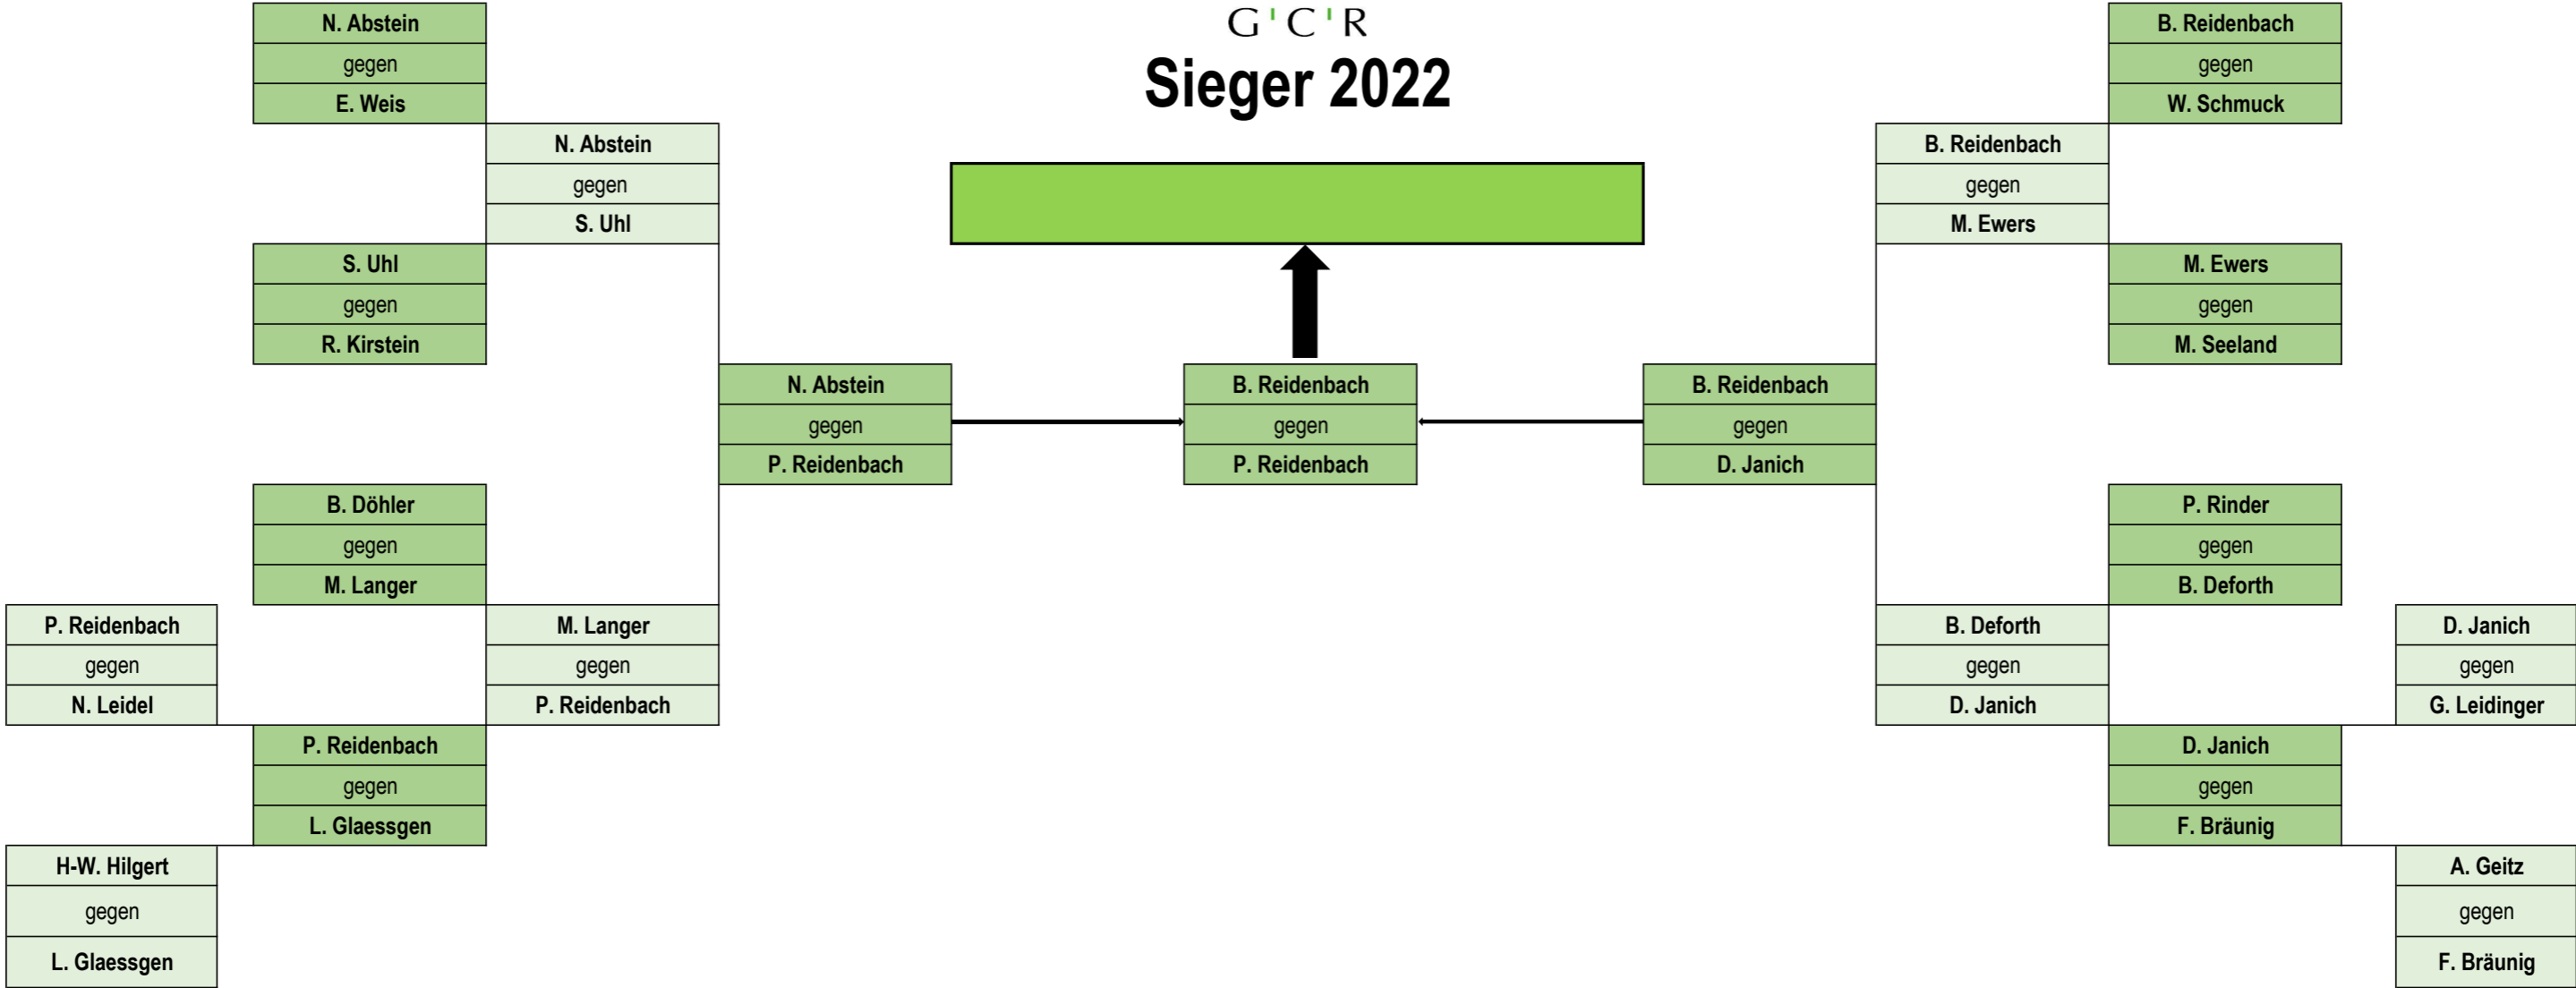 G'C'R
Sieger 2022
N. Abstein
gegen
E. Weis
N. Abstein
gegen
S. Uhl
S. Uhl
gegen
R. Kirstein
N. Abstein
gegen
P. Reidenbach
B. Döhler
gegen
M. Langer
P. Reidenbach
gegen
N. Leidel
M. Langer
gegen
P. Reidenbach
P. Reidenbach
gegen
L. Glaessgen
H-W. Hilgert
gegen
L. Glaessgen
B. Reidenbach
gegen
P. Reidenbach
B. Reidenbach
gegen
W. Schmuck
B. Reidenbach
gegen
M. Ewers
M. Ewers
gegen
M. Seeland
B. Reidenbach
gegen
D. Janich
P. Rinder
gegen
B. Deforth
B. Deforth
gegen
D. Janich
D. Janich
gegen
G. Leidinger
D. Janich
gegen
F. Bräunig
A. Geitz
gegen
F. Bräunig